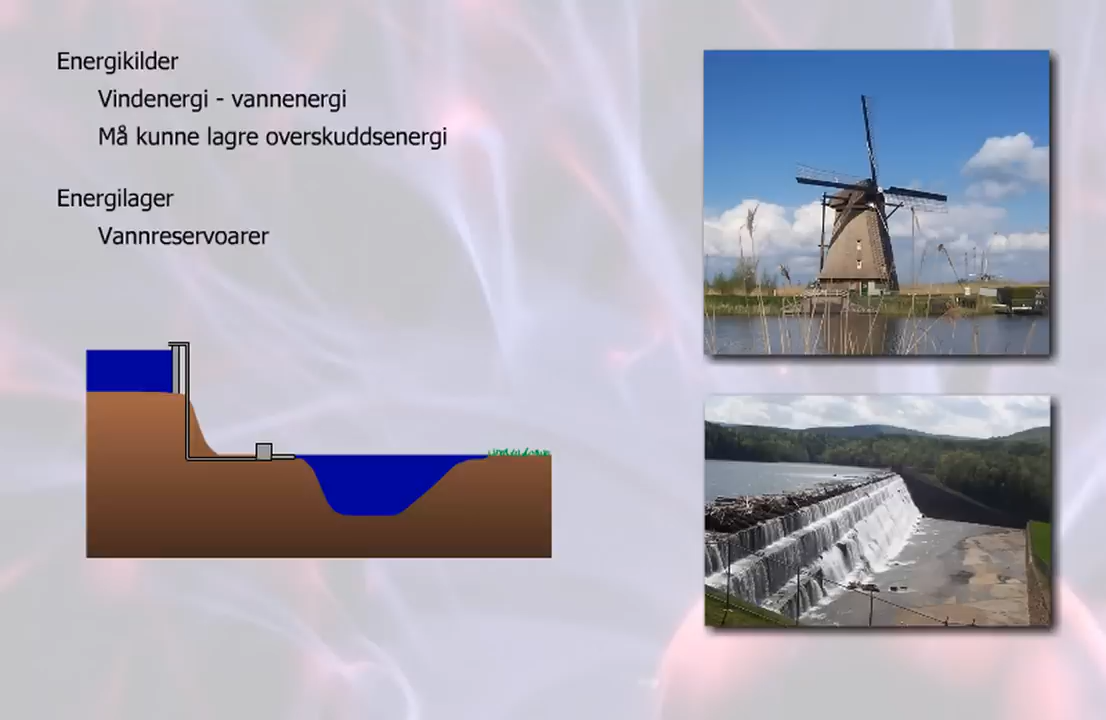 Energikilder
Vindenergi - vannenergi
Må kunne lagre overskuddsenergi
Energilager
Vannreservoarer